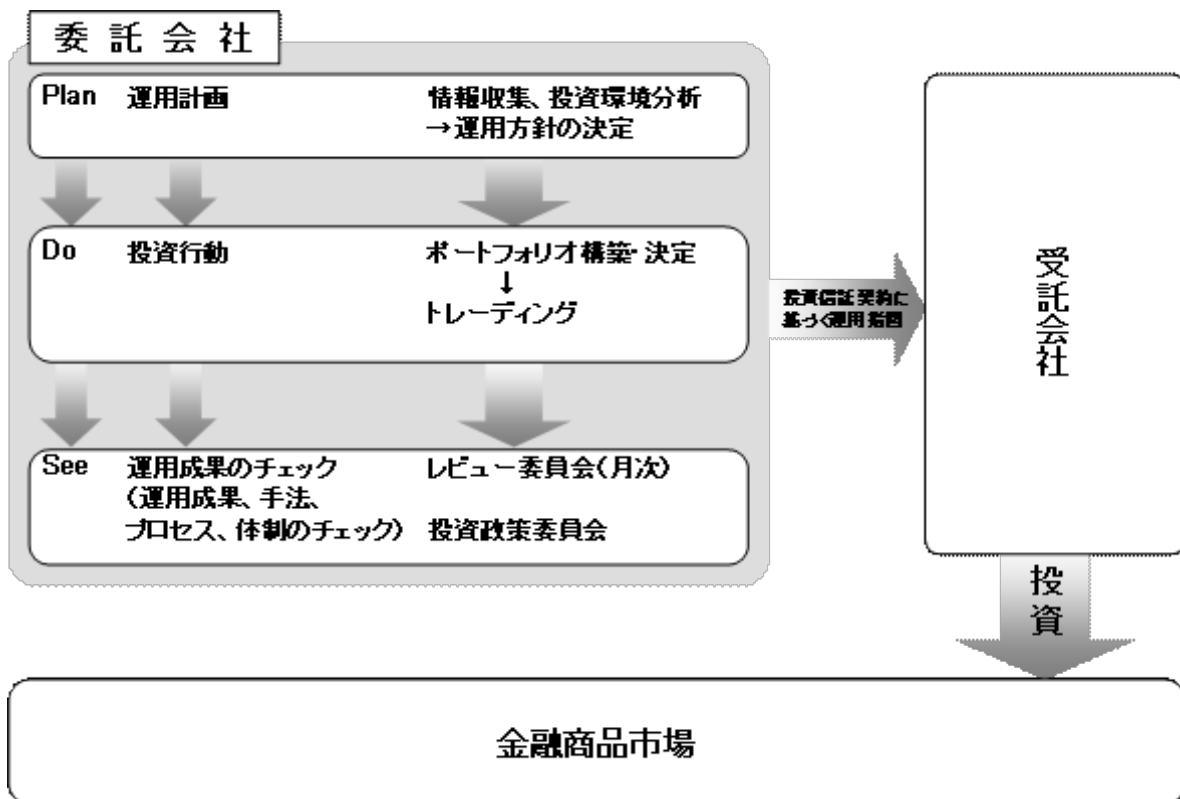 委託会社
Plan 運用計画 情報収集、投資環境分析
→運用方針の決定
Do 投資行動 ポートフォリオ構築・決定
↓
トレーディング
See 運用成果のチェック レビュー委員会(月次)
(運用成果、手法、
プロセス、体制のチェック) 投資政策委員会
投資信託契約に
基づく運用指図
受託会社
投資
金融商品市場